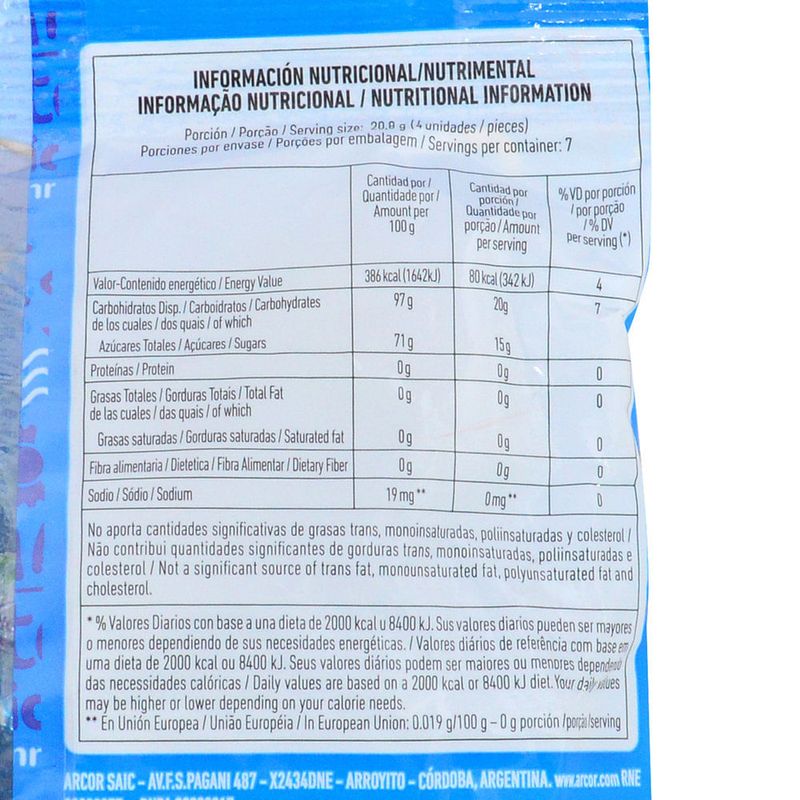 INFORMACIÓN NUTRICIONAL/NUTRIMENTAL
INFORMAÇÃO NUTRICIONAL / NUTRITIONAL INFORMATION
Porción / Porção / Serving size: 20.0 g (4 unidades / pieces)
Porciones por envase / Porções por embalagem / Servings per container: 7
Cantidad por / Quantidade por / Amount per 100 g
Cantidad por porción / Quantidade por porção / Amount per serving
% VD por porción / por porção / % DV per serving (*)
Valor-Contenido energético / Energy Value 386 kcal (1642kJ) 80 kcal (342 kJ) 4
Carbohidratos Disp. / Carboidratos / Carbohydrates 97 g 20g 7
de los cuales / dos quais / of which
Azúcares Totales / Açúcares / Sugars 71 g 15g
Proteínas / Protein 0g 0g 0
Grasas Totales / Gorduras Totais / Total Fat 0g 0g 0
de las cuales / das quais / of which
Grasas saturadas / Gorduras saturadas / Saturated fat 0g 0g 0
Fibra alimentaria / Dietetica / Fibra Alimentar / Dietary Fiber 0g 0g 0
Sodio / Sódio / Sodium 19 mg** 0mg** 0
No aporta cantidades significativas de grasas trans, monoinsaturadas, poliinsaturadas y colesterol /
Não contribui quantidades significantes de gorduras trans, monoinsaturadas, poliinsaturadas e
colesterol / Not a significant source of trans fat, monounsaturated fat, polyunsaturated fat and
cholesterol.
* % Valores Diarios con base a una dieta de 2000 kcal u 8400 kJ. Sus valores diarios pueden ser mayores
o menores dependiendo de sus necesidades energéticas. / Valores diários de referência com base em
uma dieta de 2000 kcal ou 8400 kJ. Seus valores diários podem ser maiores ou menores dependendo
das necessidades calóricas / Daily values are based on a 2000 kcal or 8400 kJ diet. Your daily values
may be higher or lower depending on your calorie needs.
** En Unión Europea / União Européia / In European Union: 0.019 g/100 g – 0 g porción /porção/serving
ARCOR SAIC – AV.F.S.PAGANI 487 – X2434DNE – ARROYITO – CÓRDOBA, ARGENTINA. www.arcor.com RNE